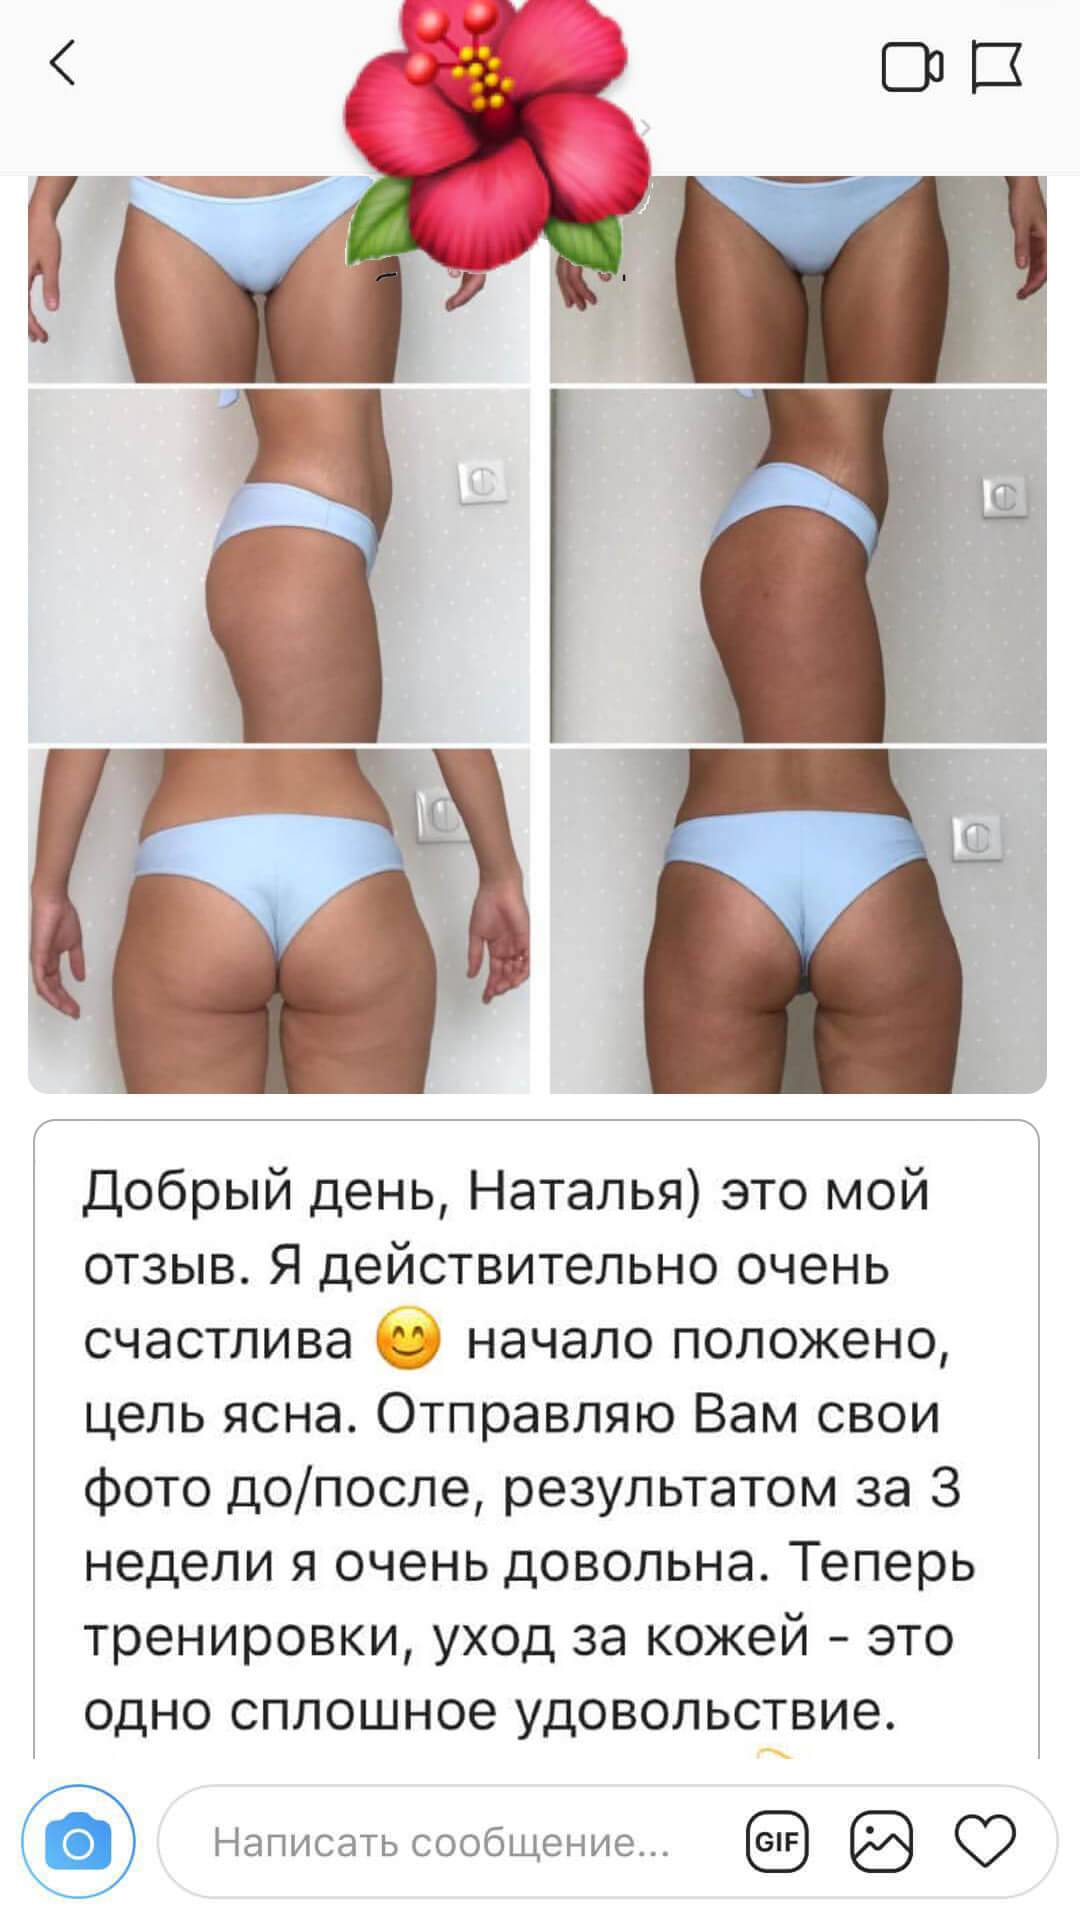 Добрый день, Наталья) это мой
отзыв. Я действительно очень
счастлива 😊 начало положено,
цель ясна. Отправляю Вам свои
фото до/после, результатом за 3
недели я очень довольна. Теперь
тренировки, уход за кожей - это
одно сплошное удовольствие.
Написать сообщение...
GIF